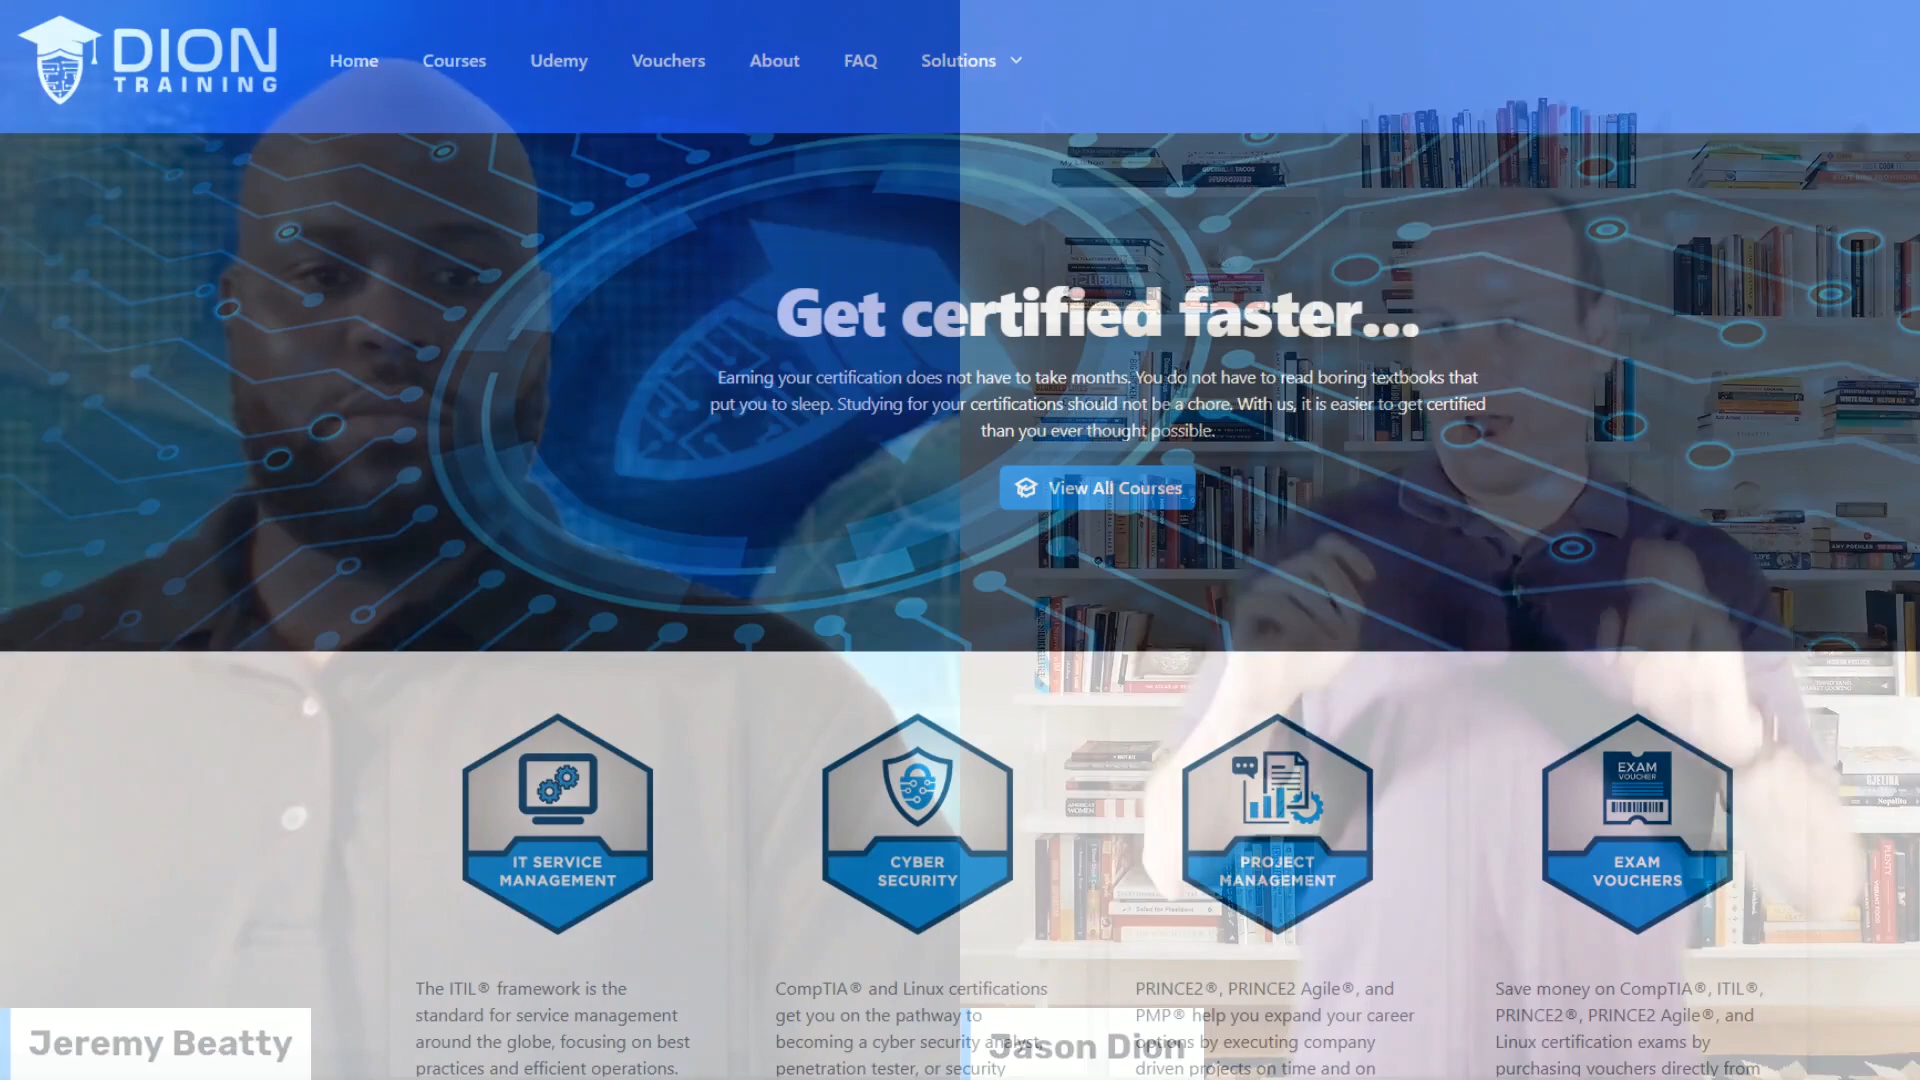 DION
TRAINING
Home
Courses
Udemy
Vouchers
About
FAQ
Solutions
Get certified faster...
Earning your certification does not have to take months. You do not have to read boring textbooks that
put you to sleep. Studying for your certifications should not be a chore. With us, it is easier to get certified
than you ever thought possible.
View All Courses
IT SERVICE
MANAGEMENT
CYBER
SECURITY
PROJECT
MANAGEMENT
EXAM
VOUCHER
EXAM
VOUCHERS
The ITIL® framework is the
standard for service management
around the globe, focusing on best
practices and efficient operations.
CompTIA® and Linux certifications
get you on the pathway to
becoming a cyber security analyst,
penetration tester, or security
PRINCE2®, PRINCE2 Agile®, and
PMP® help you expand your career
options by executing company
driven projects on time and on
Save money on CompTIA®, ITIL®,
PRINCE2®, PRINCE2 Agile®, and
Linux certification exams by
purchasing vouchers directly from
Jeremy Beatty
Jason Dion